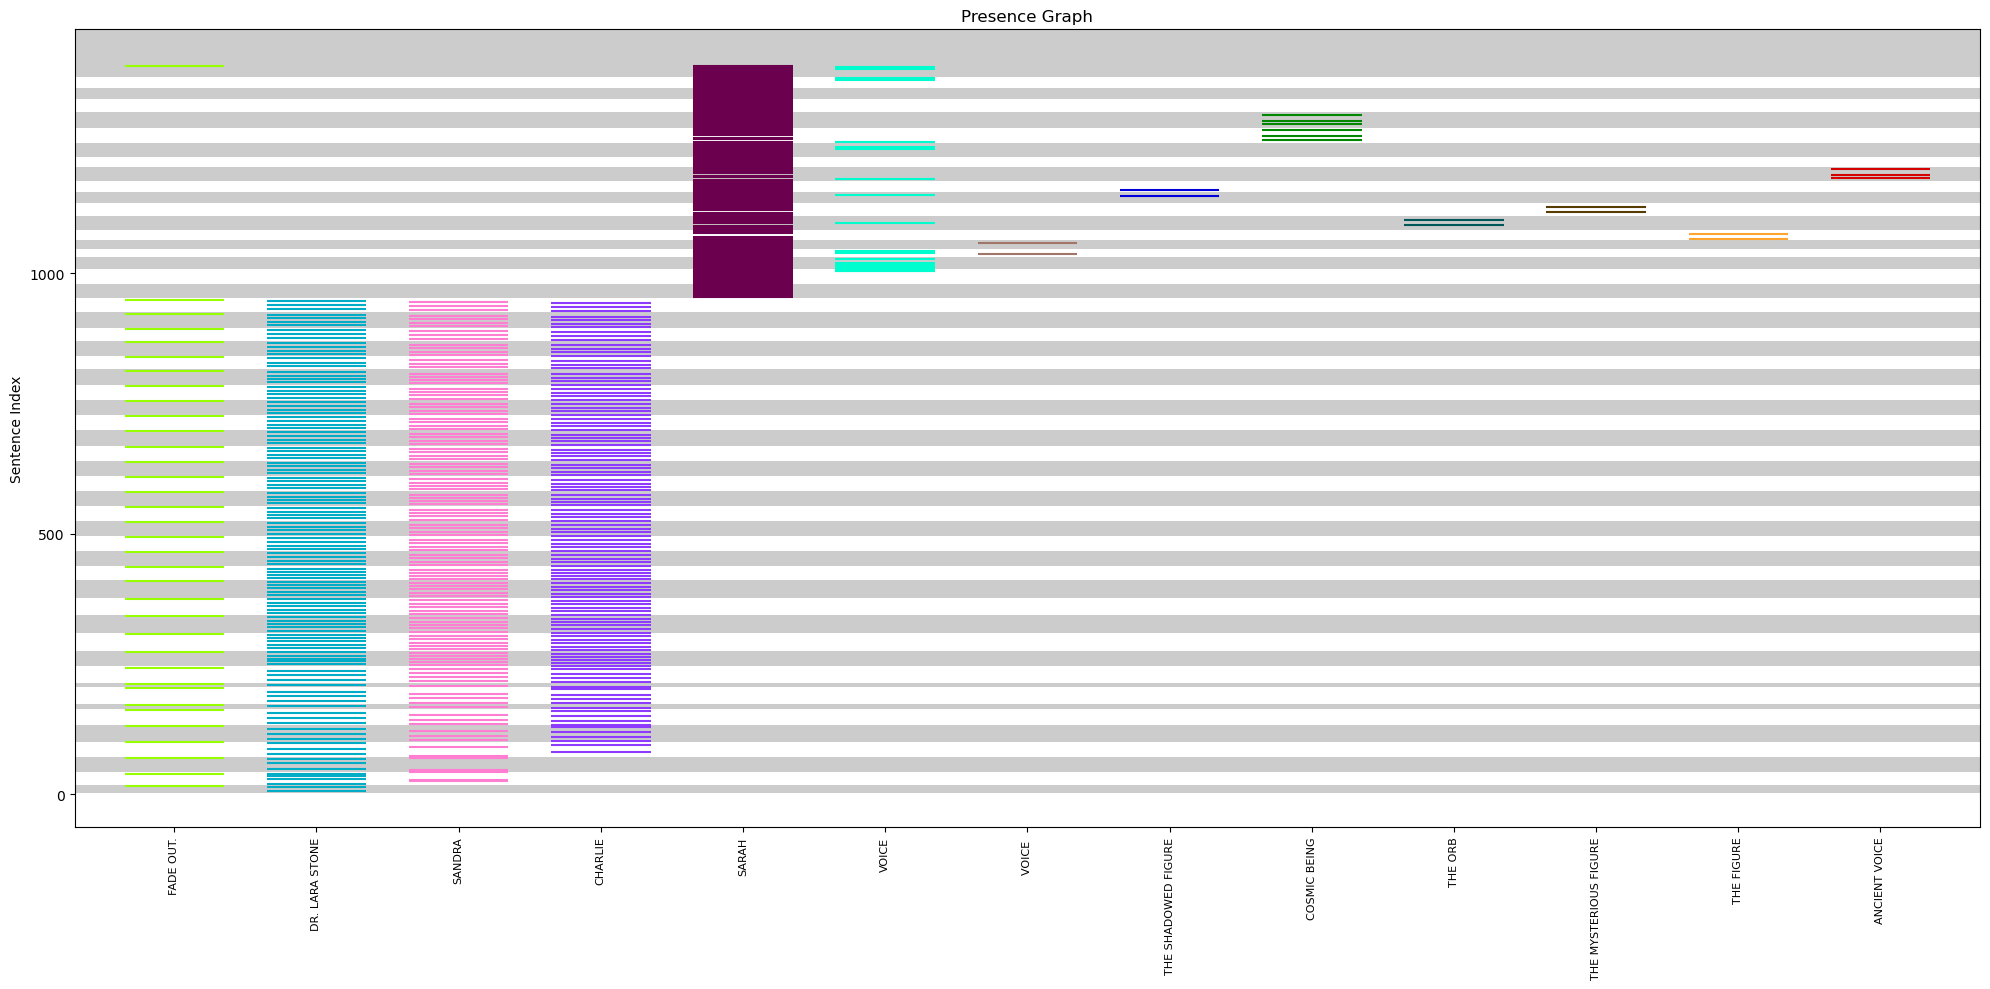 Presence Graph
Sentence Index
1000
500
0
FADE OUT.
DR. LARA STONE
SANDRA
CHARLIE
SARAH
VOICE
VOICE
THE SHADOWED FIGURE
COSMIC BEING
THE ORB
THE MYSTERIOUS FIGURE
THE FIGURE
ANCIENT VOICE